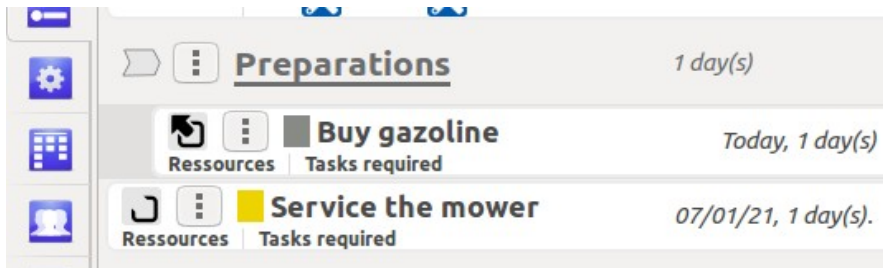 Preparations 1 day(s)
Buy gazoline Today, 1 day(s)
Ressources Tasks required
Service the mower 07/01/21, 1 day(s).
Ressources Tasks required